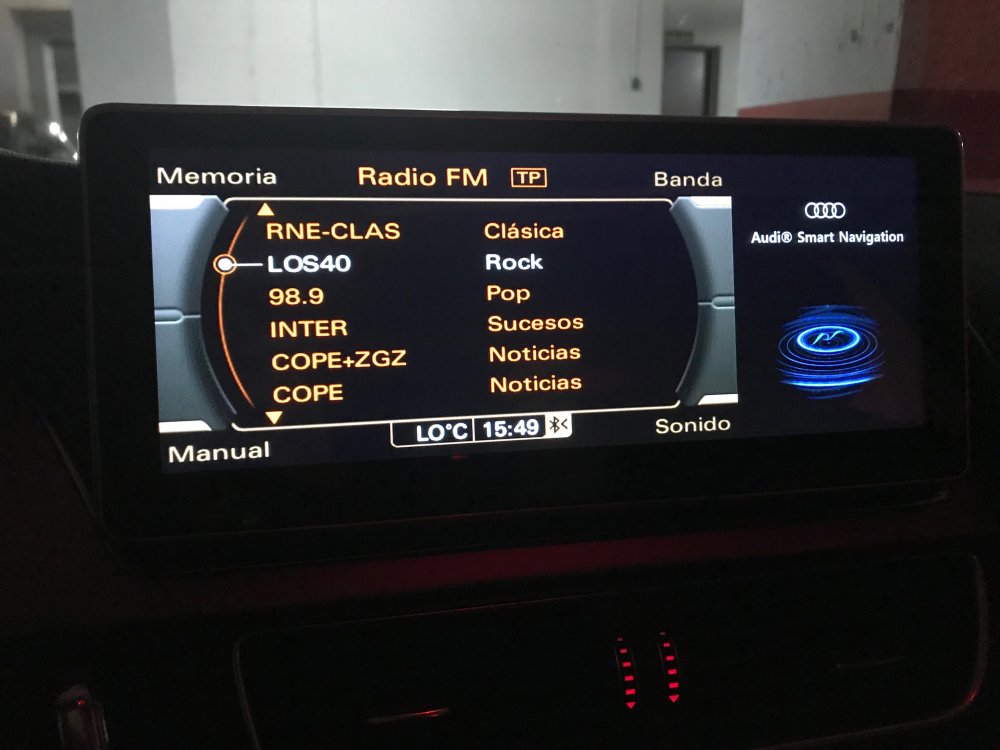 Memoria Radio FM TP Banda
RNE-CLAS Clásica
LOS40 Rock
98.9 Pop
INTER Sucesos
COPE+ZGZ Noticias
COPE Noticias
Manual LO°C 15:49 Sonido
Audi® Smart Navigation